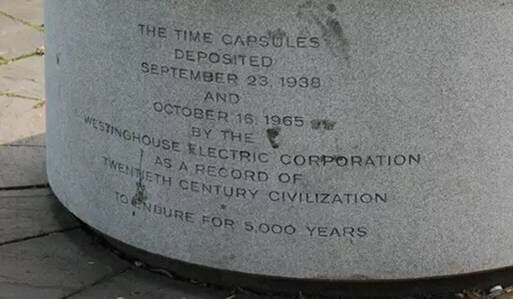 THE TIME CAPSULES
DEPOSITED
SEPTEMBER 23, 1938
AND
OCTOBER 16, 1965
BY THE
WESTINGHOUSE ELECTRIC CORPORATION
AS A RECORD OF
TWENTIETH CENTURY CIVILIZATION
TO ENDURE FOR 5,000 YEARS